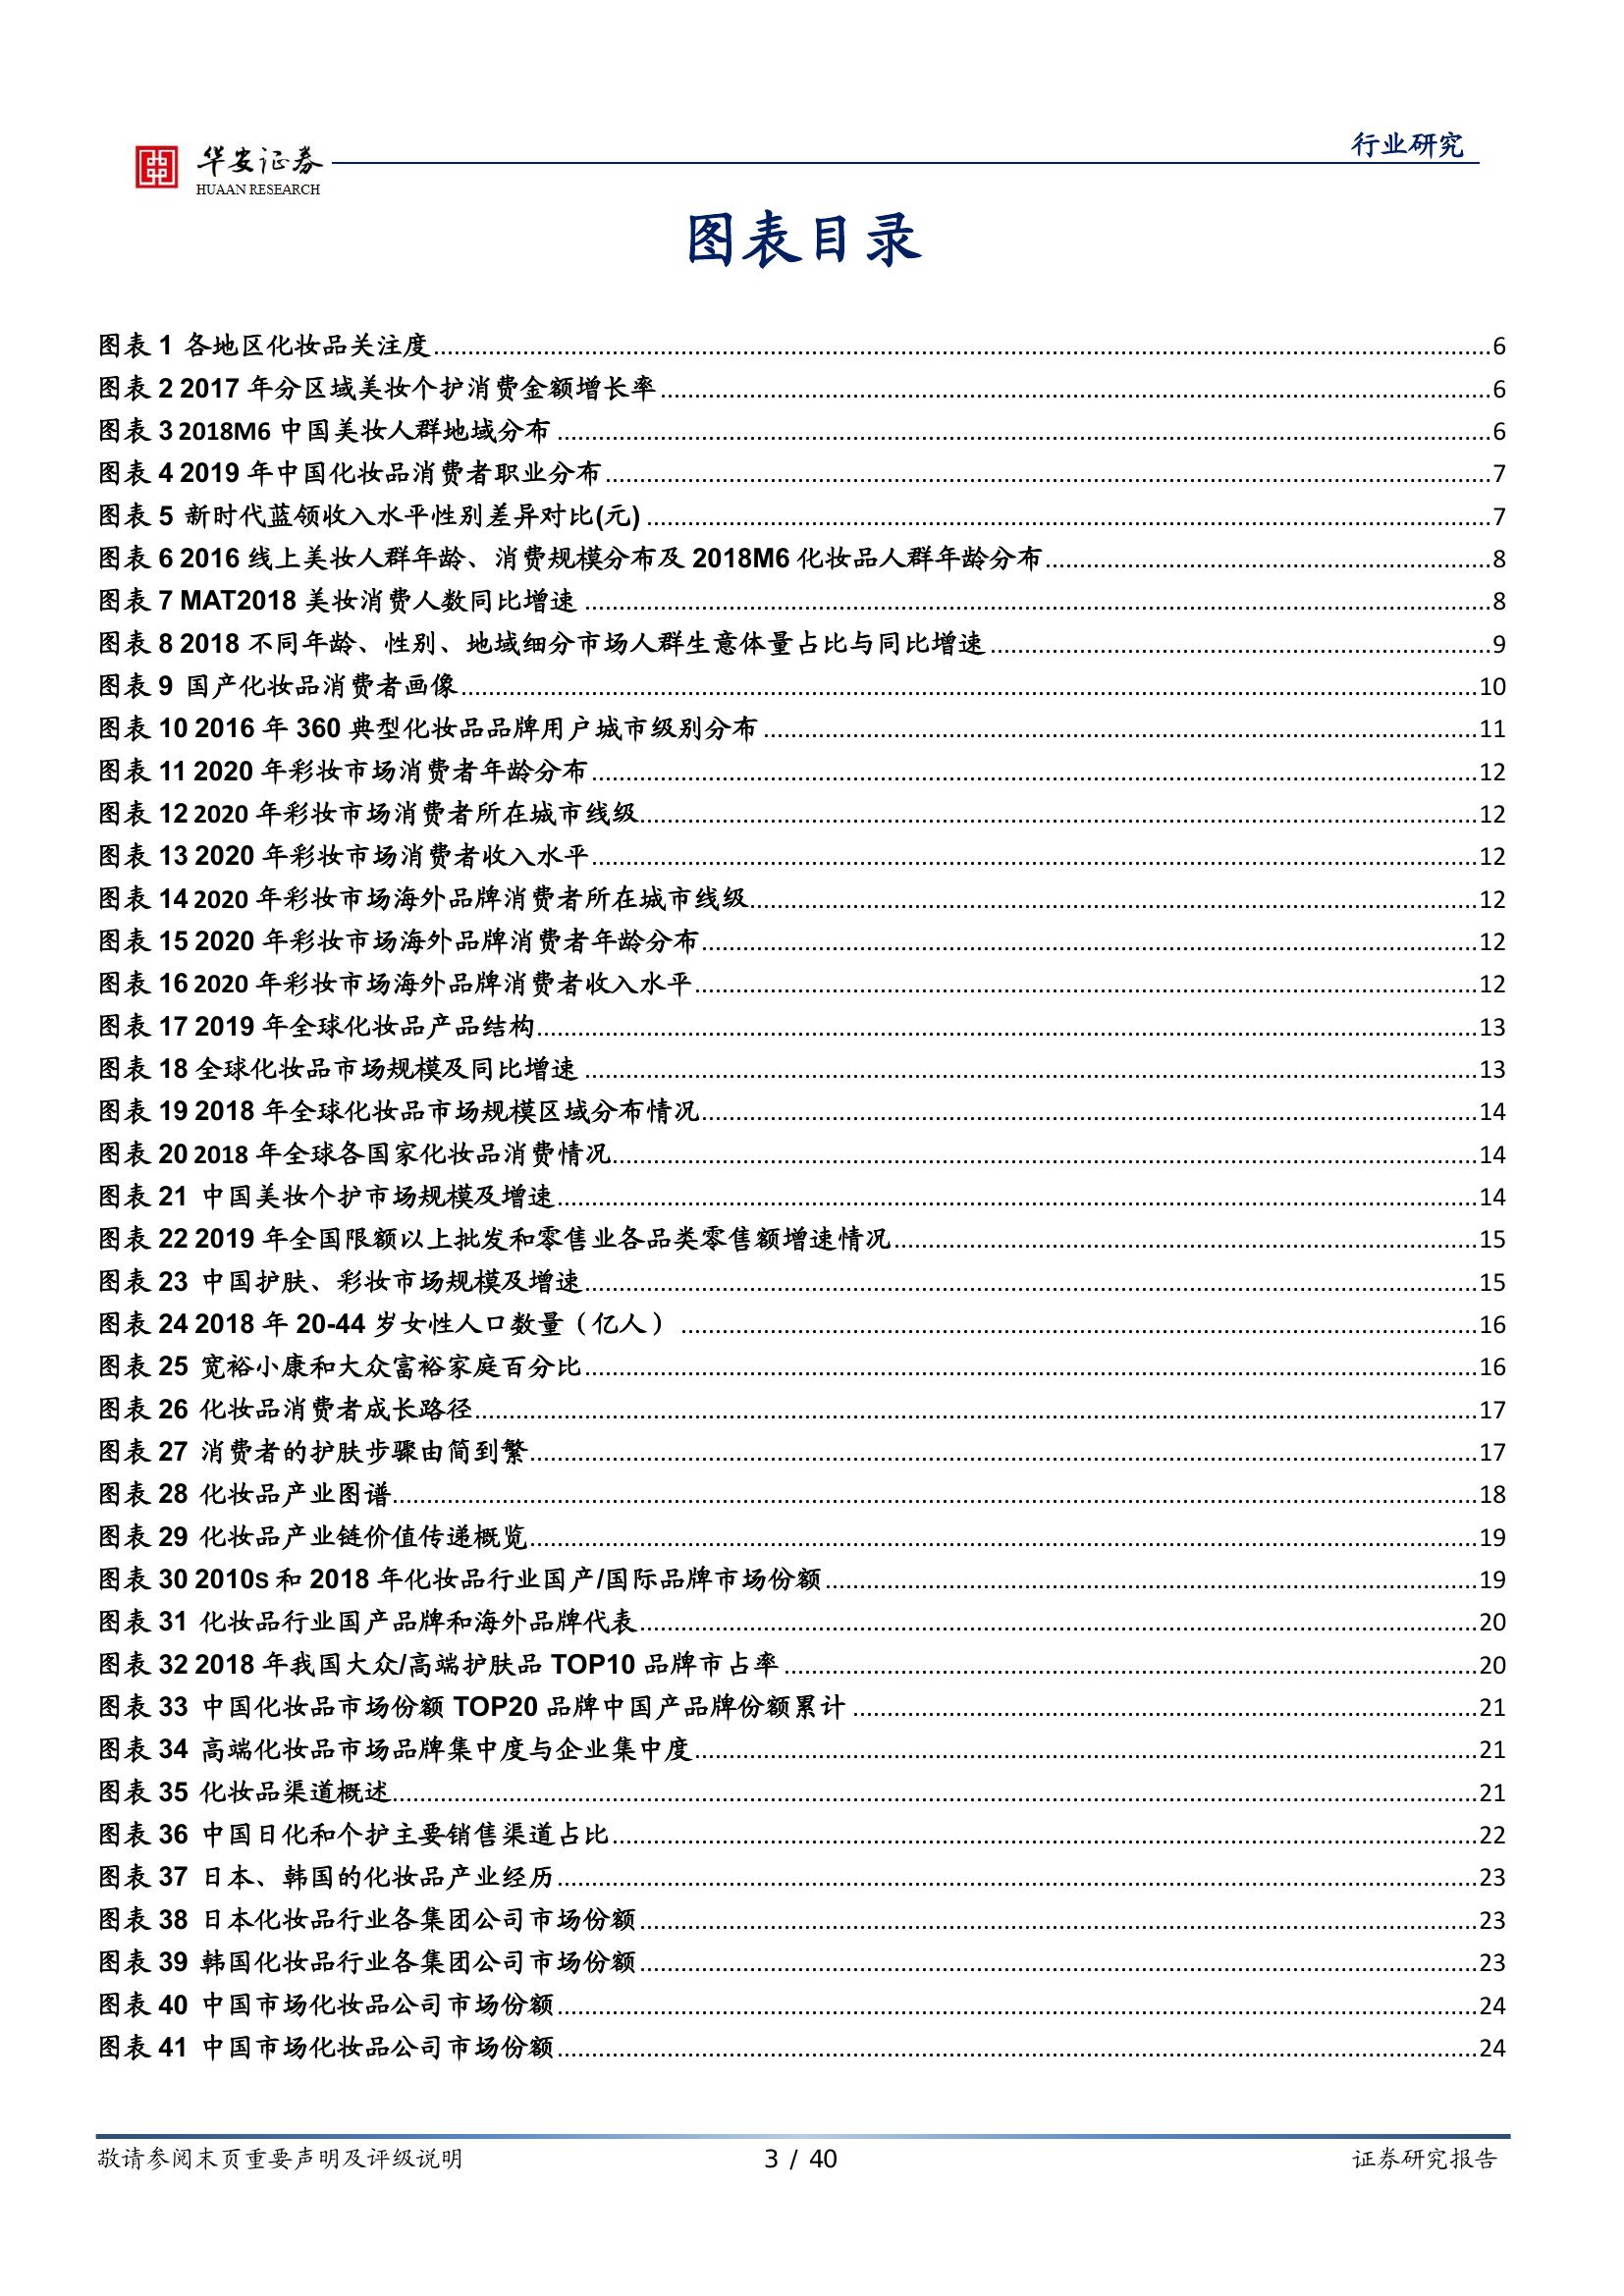 华安证券
HUAAN RESEARCH
行业研究
图表目录
图表 1 各地区化妆品关注度 6
图表 2 2017 年分区域美妆个护消费金额增长率 6
图表 3 2018M6 中国美妆人群地域分布 6
图表 4 2019 年中国化妆品消费者职业分布 7
图表 5 新时代蓝领收入水平性别差异对比(元) 7
图表 6 2016 线上美妆人群年龄、消费规模分布及 2018M6 化妆品人群年龄分布 8
图表 7 MAT2018 美妆消费人数同比增速 8
图表 8 2018 不同年龄、性别、地域细分市场人群生意体量占比与同比增速 9
图表 9 国产化妆品消费者画像 10
图表 10 2016 年 360 典型化妆品品牌用户城市级别分布 11
图表 11 2020 年彩妆市场消费者年龄分布 12
图表 12 2020 年彩妆市场消费者所在城市线级 12
图表 13 2020 年彩妆市场消费者收入水平 12
图表 14 2020 年彩妆市场海外品牌消费者所在城市线级 12
图表 15 2020 年彩妆市场海外品牌消费者年龄分布 12
图表 16 2020 年彩妆市场海外品牌消费者收入水平 12
图表 17 2019 年全球化妆品产品结构 13
图表 18 全球化妆品市场规模及同比增速 13
图表 19 2018 年全球化妆品市场规模区域分布情况 14
图表 20 2018 年全球各国家化妆品消费情况 14
图表 21 中国美妆个护市场规模及增速 14
图表 22 2019 年全国限额以上批发和零售业各品类零售额增速情况 15
图表 23 中国护肤、彩妆市场规模及增速 15
图表 24 2018 年 20-44 岁女性人口数量（亿人） 16
图表 25 宽裕小康和大众富裕家庭百分比 16
图表 26 化妆品消费者成长路径 17
图表 27 消费者的护肤步骤由简到繁 17
图表 28 化妆品产业图谱 18
图表 29 化妆品产业链价值传递概览 19
图表 30 2010s 和 2018 年化妆品行业国产/国际品牌市场份额 19
图表 31 化妆品行业国产品牌和海外品牌代表 20
图表 32 2018 年我国大众/高端护肤品 TOP10 品牌市占率 20
图表 33 中国化妆品市场份额 TOP20 品牌中国产品牌份额累计 21
图表 34 高端化妆品市场品牌集中度与企业集中度 21
图表 35 化妆品渠道概述 21
图表 36 中国日化和个护主要销售渠道占比 22
图表 37 日本、韩国的化妆品产业经历 23
图表 38 日本化妆品行业各集团公司市场份额 23
图表 39 韩国化妆品行业各集团公司市场份额 23
图表 40 中国市场化妆品公司市场份额 24
图表 41 中国市场化妆品公司市场份额 24
敬请参阅末页重要声明及评级说明
3 / 40
证券研究报告